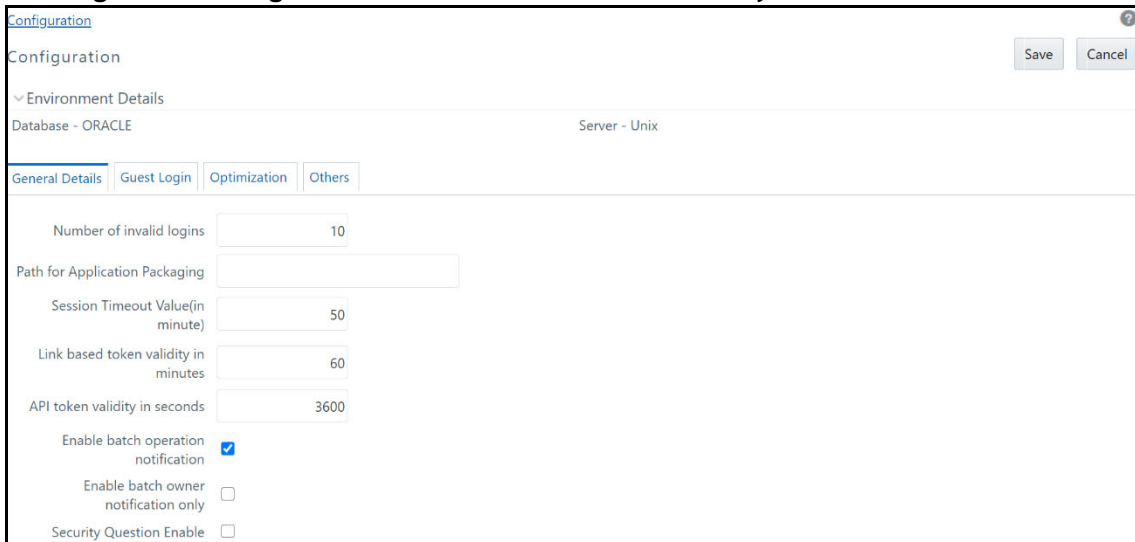 Configuration
Configuration
Save
Cancel
Environment Details
Database - ORACLE
Server - Unix
General Details
Guest Login
Optimization
Others
Number of invalid logins
10
Path for Application Packaging
Session Timeout Value(in
minute)
50
Link based token validity in
minutes
60
API token validity in seconds
3600
Enable batch operation
notification
Enable batch owner
notification only
Security Question Enable